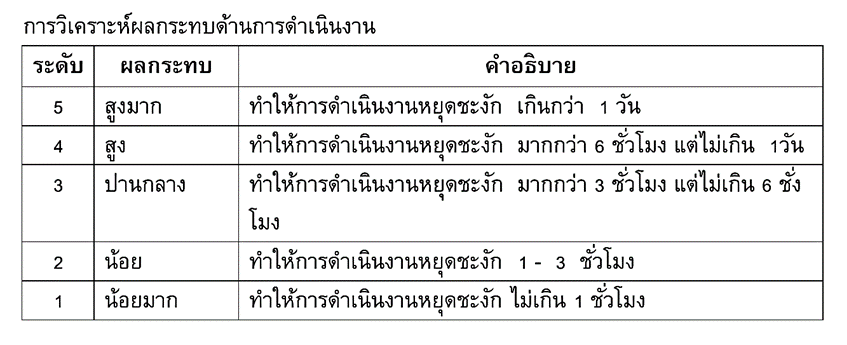 การวิเคราะห์ผลกระทบด้านการดำเนินงาน
ระดับ ผลกระทบ คำอธิบาย
5 สูงมาก ทำให้การดำเนินงานหยุดชะงัก เกินกว่า 1 วัน
4 สูง ทำให้การดำเนินงานหยุดชะงัก มากกว่า 6 ชั่วโมง แต่ไม่เกิน 1วัน
3 ปานกลาง ทำให้การดำเนินงานหยุดชะงัก มากกว่า 3 ชั่วโมง แต่ไม่เกิน 6 ชั่ง
โมง
2 น้อย ทำให้การดำเนินงานหยุดชะงัก 1 - 3 ชั่วโมง
1 น้อยมาก ทำให้การดำเนินงานหยุดชะงัก ไม่เกิน 1 ชั่วโมง